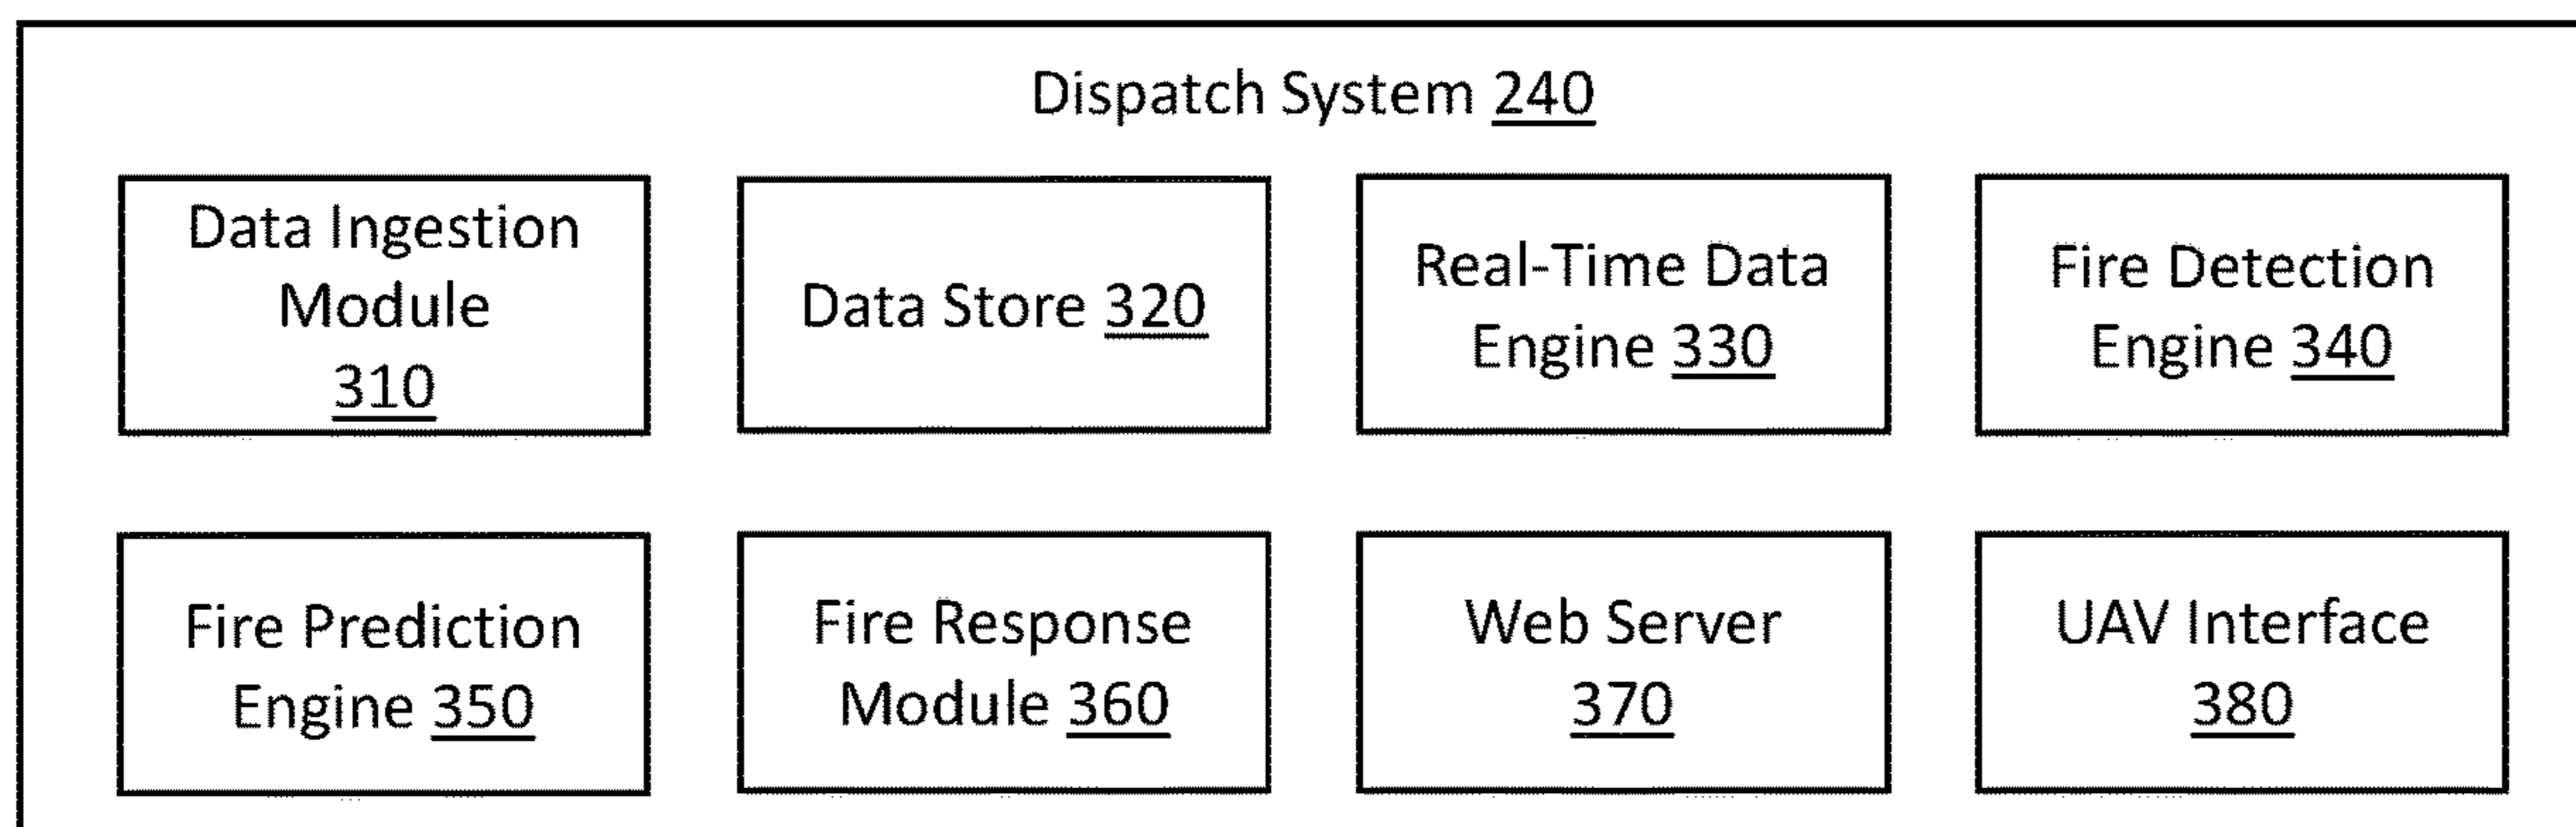 Dispatch System 240
Data Ingestion
Module
310
Data Store 320
Real-Time Data
Engine 330
Fire Detection
Engine 340
Fire Prediction
Engine 350
Fire Response
Module 360
Web Server
370
UAV Interface
380